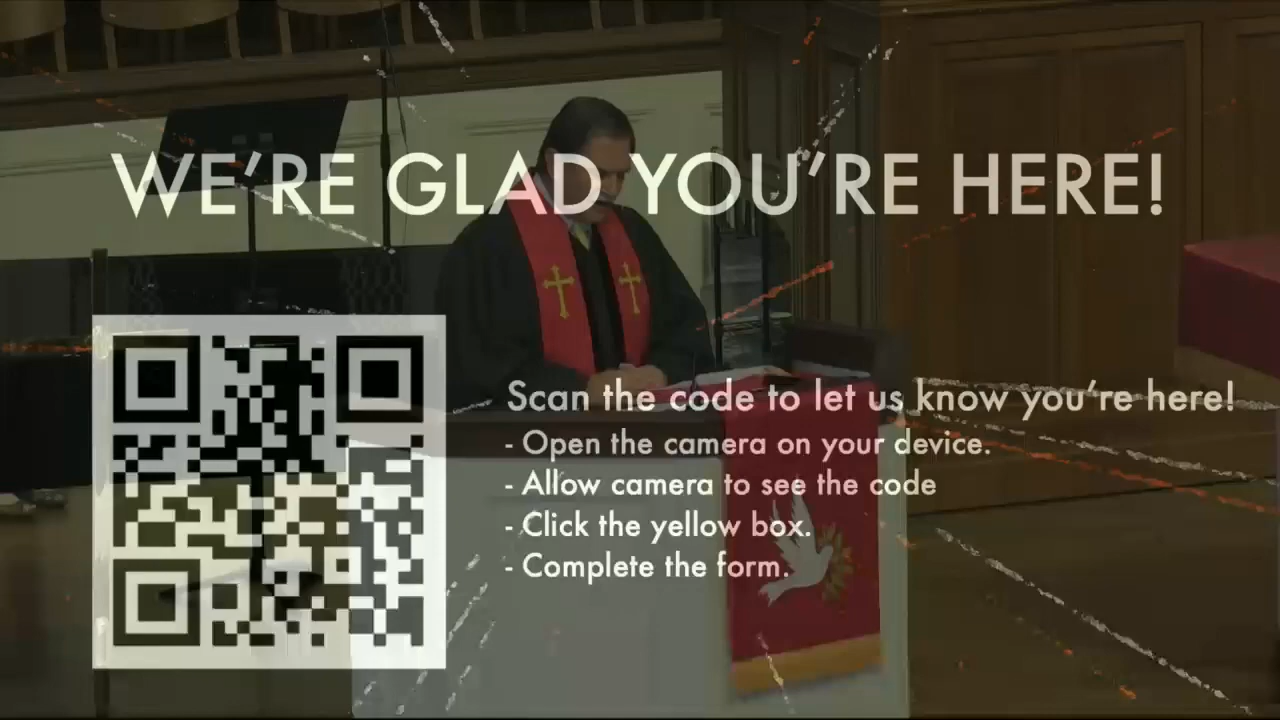 WE'RE GLAD YOU'RE HERE!
Scan the code to let us know you're here!
- Open the camera on your device.
- Allow camera to see the code
- Click the yellow box.
- Complete the form.